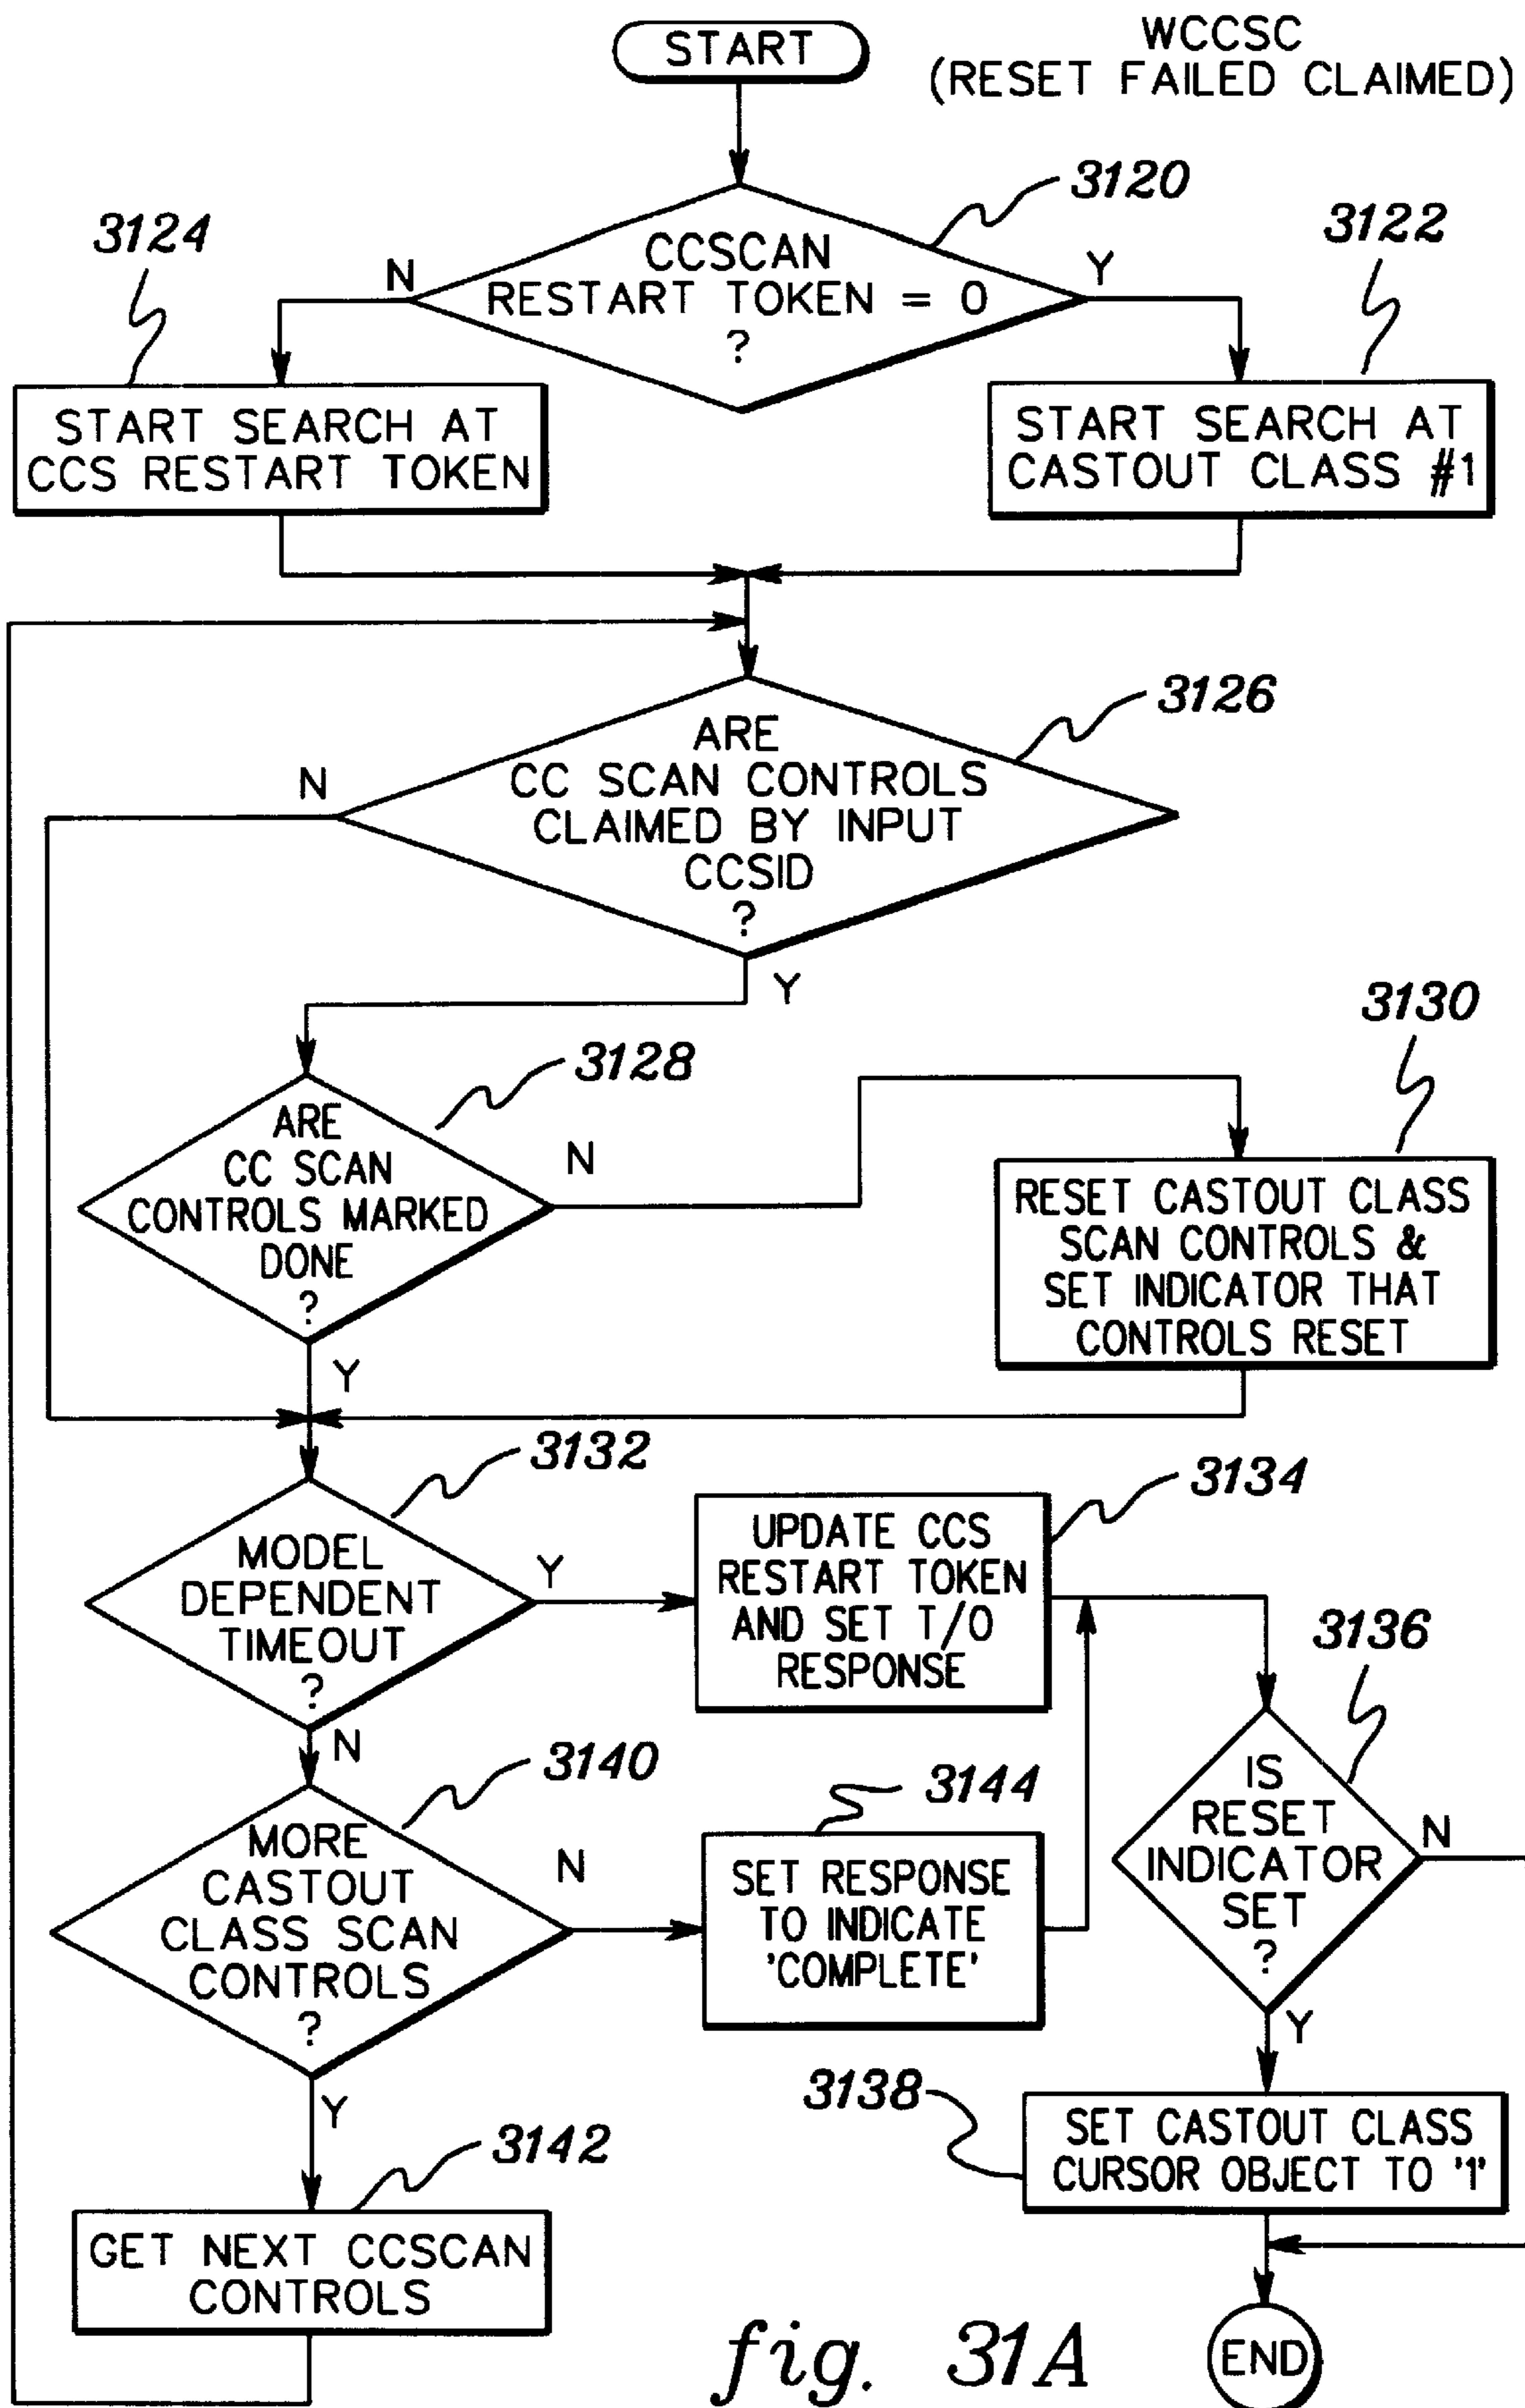 START
WCCSC
(RESET FAILED CLAIMED)
3120
3124
3122
CCSCAN
RESTART TOKEN = 0
?
N
Y
START SEARCH AT
CCS RESTART TOKEN
START SEARCH AT
CASTOUT CLASS #1
3126
ARE
CC SCAN CONTROLS
CLAIMED BY INPUT
CCSID
?
N
Y
3128
3130
ARE
CC SCAN
CONTROLS MARKED
DONE
?
N
Y
RESET CASTOUT CLASS
SCAN CONTROLS &
SET INDICATOR THAT
CONTROLS RESET
3132
MODEL
DEPENDENT
TIMEOUT
?
Y
N
3134
UPDATE CCS
RESTART TOKEN
AND SET T/O
RESPONSE
3136
IS
RESET
INDICATOR
SET
?
N
Y
3140
MORE
CASTOUT
CLASS SCAN
CONTROLS
?
N
Y
3144
SET RESPONSE
TO INDICATE
'COMPLETE'
3138
SET CASTOUT CLASS
CURSOR OBJECT TO '1'
3142
GET NEXT CCSCAN
CONTROLS
END
fig. 31A